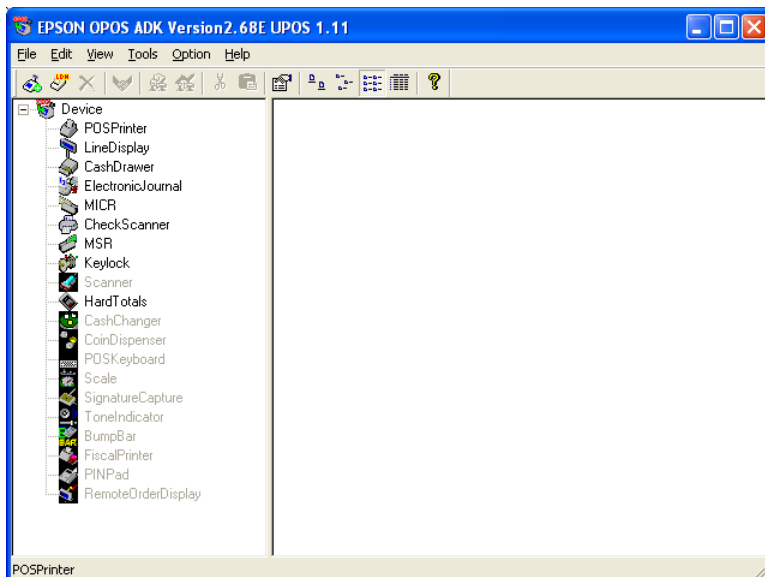 EPSON OPOS ADK Version2.68E UPOS 1.11
File Edit View Tools Option Help
LDN
Device
POSPrinter
LineDisplay
CashDrawer
ElectronicJournal
MICR
CheckScanner
MSR
Keylock
Scanner
HardTotals
CashChanger
CoinDispenser
POSKeyboard
Scale
SignatureCapture
ToneIndicator
BumpBar
FiscalPrinter
PINPad
RemoteOrderDisplay
POSPrinter